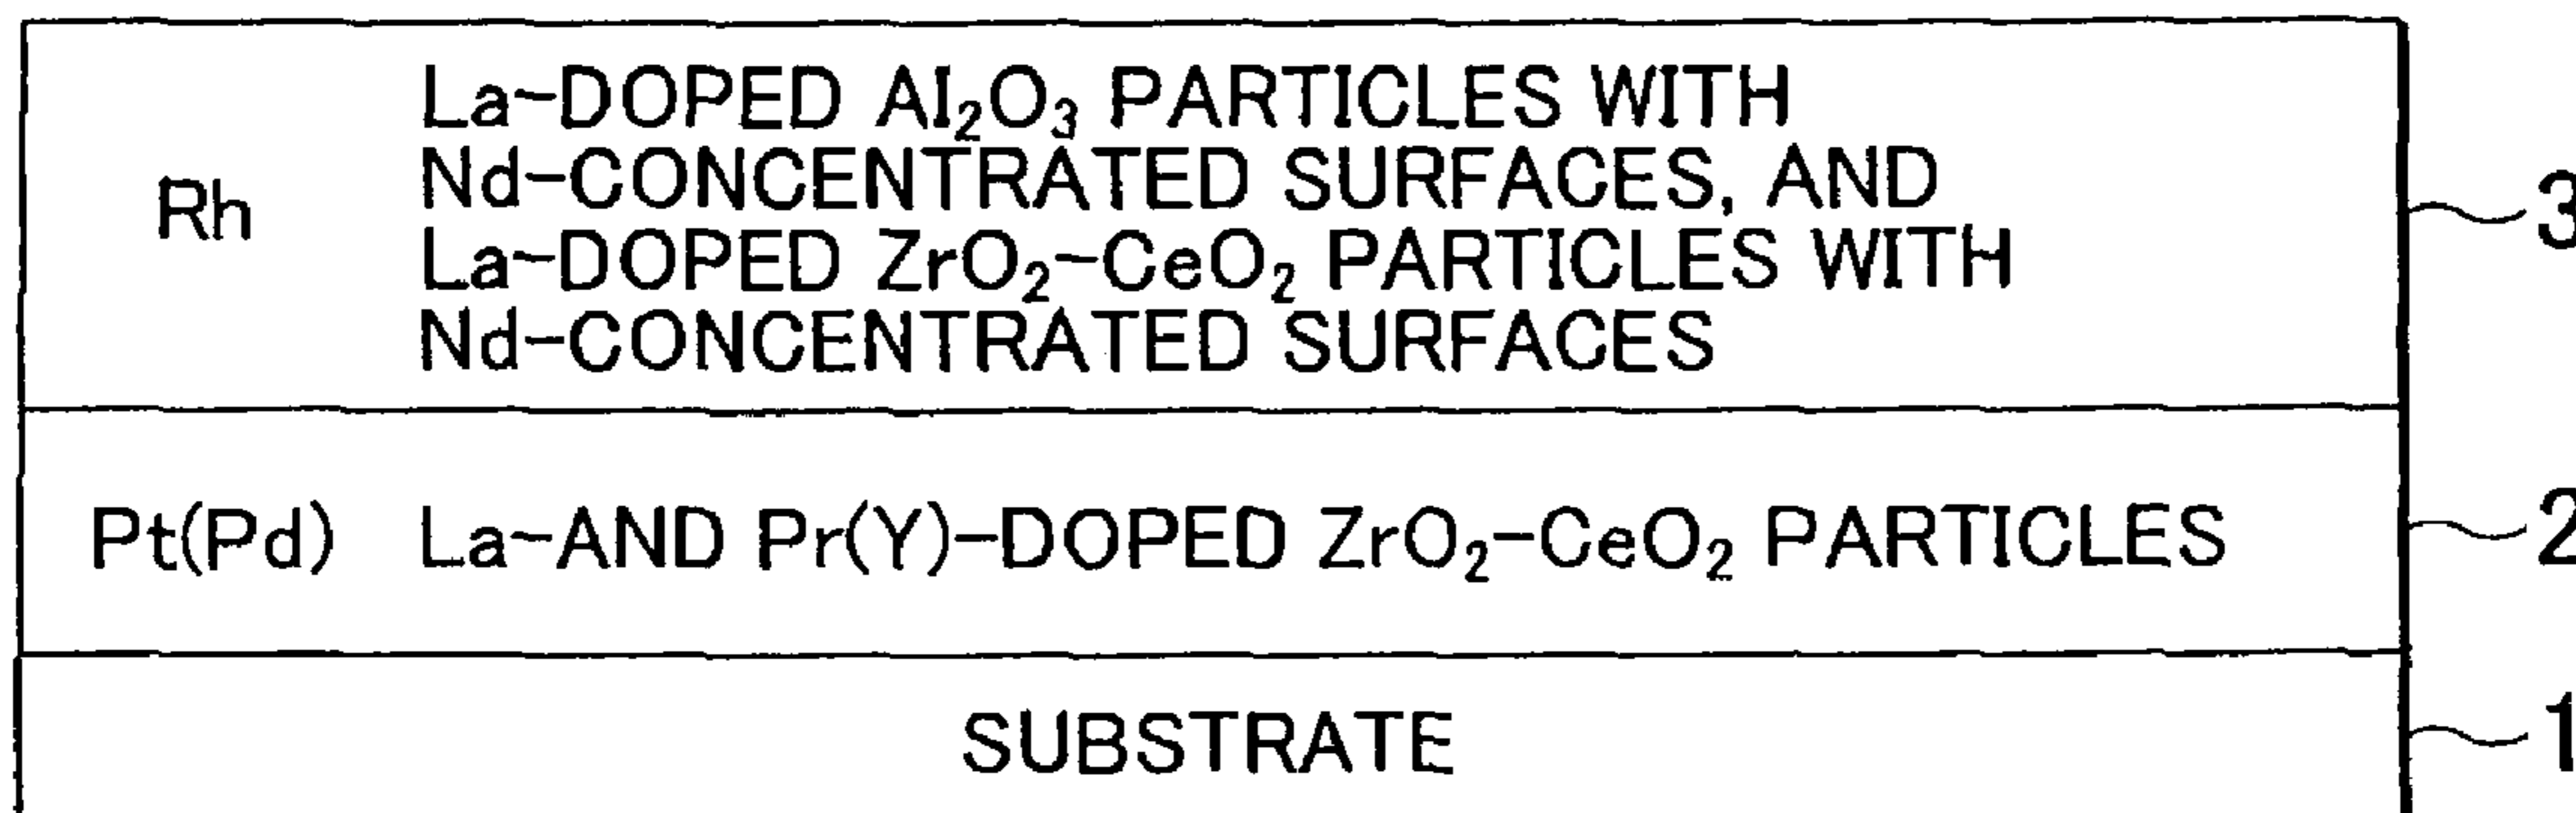 La-DOPED Al₂O₃ PARTICLES WITH
Nd-CONCENTRATED SURFACES, AND
Rh
3
La-DOPED ZrO₂-CeO₂ PARTICLES WITH
Nd-CONCENTRATED SURFACES
Pt(Pd) La-AND Pr(Y)-DOPED ZrO₂-CeO₂ PARTICLES 2
SUBSTRATE 1